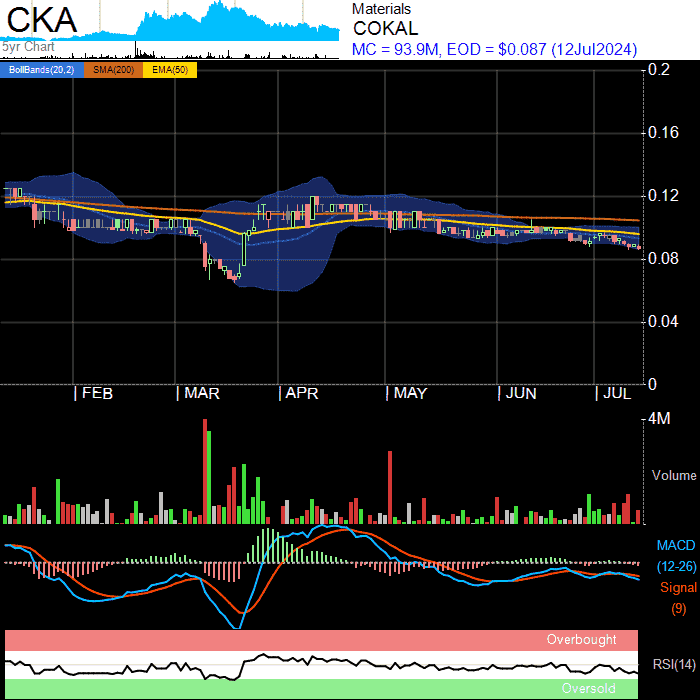 CKA
5yr Chart
Materials
COKAL
MC = 93.9M, EOD = $0.087 (12Jul2024)
BollBands(20,2) SMA(200) EMA(50)
0.2
0.16
0.12
0.08
0.04
0
| FEB | MAR | APR | MAY | JUN | JUL
4M
Volume
MACD
(12-26)
Signal
(9)
Overbought
RSI(14)
Oversold